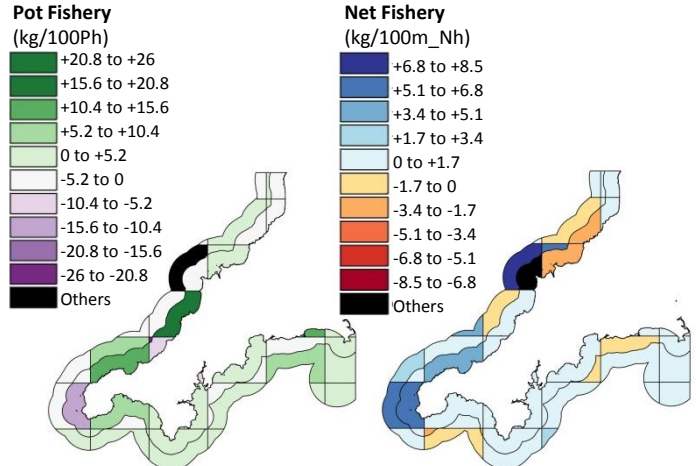 Pot Fishery
(kg/100Ph)
+20.8 to +26
+15.6 to +20.8
+10.4 to +15.6
+5.2 to +10.4
0 to +5.2
-5.2 to 0
-10.4 to -5.2
-15.6 to -10.4
-20.8 to -15.6
-26 to -20.8
Others
Net Fishery
(kg/100m_Nh)
+6.8 to +8.5
+5.1 to +6.8
+3.4 to +5.1
+1.7 to +3.4
0 to +1.7
-1.7 to 0
-3.4 to -1.7
-5.1 to -3.4
-6.8 to -5.1
-8.5 to -6.8
Others